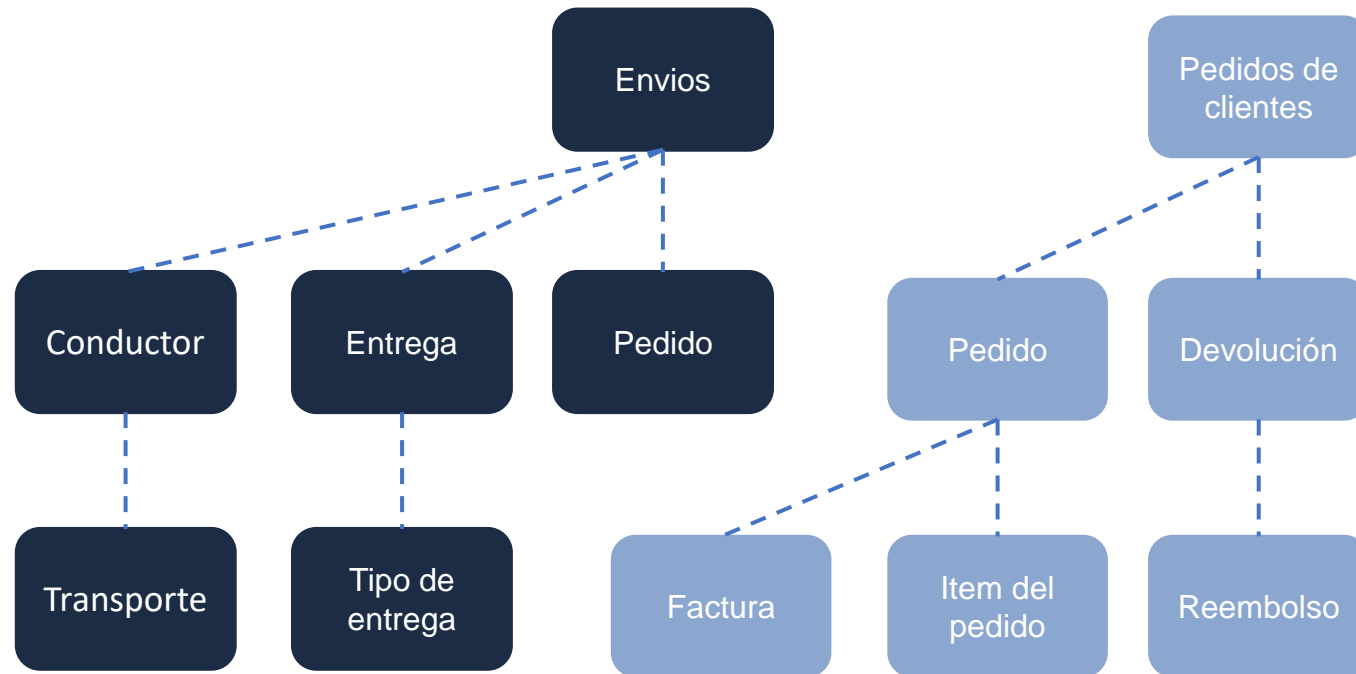 Envios
Pedidos de
clientes
Conductor
Entrega
Pedido
Pedido
Devolución
Transporte
Tipo de
entrega
Factura
Item del
pedido
Reembolso